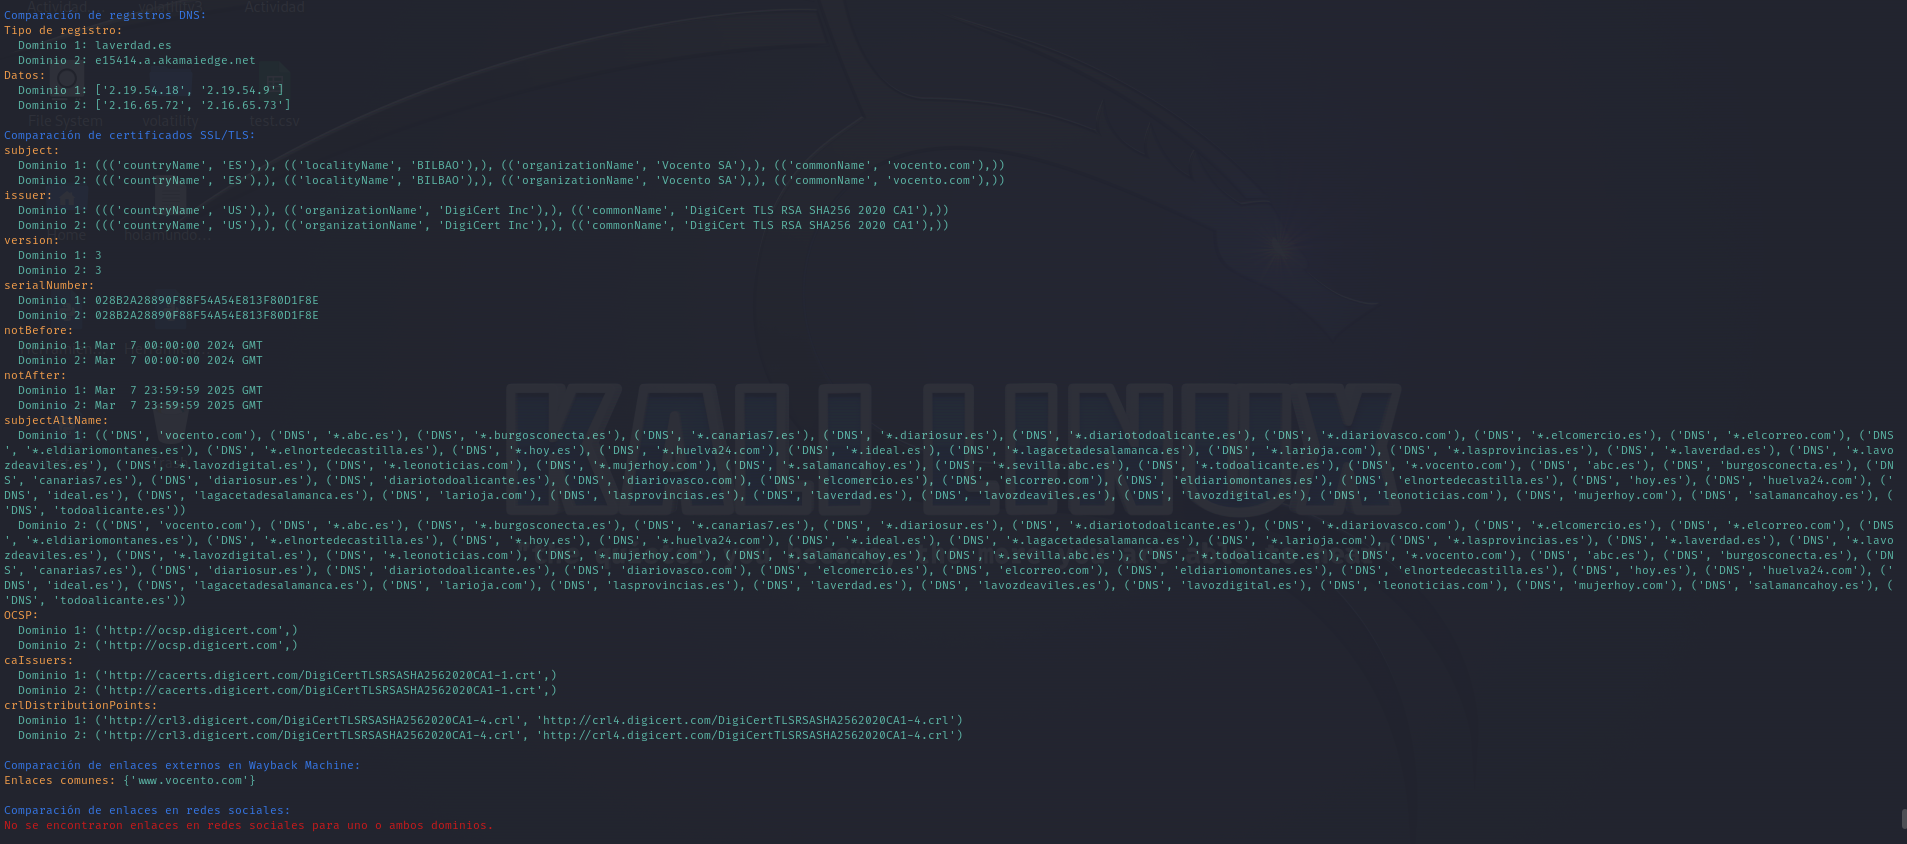 Actividad volatility3 Actividad
Comparación de registros DNS:
Tipo de registro:
Dominio 1: laverdad.es
Dominio 2: e15414.a.akamaiedge.net
Datos:
Dominio 1: ['2.19.54.18', '2.19.54.9']
Dominio 2: ['2.16.65.72', '2.16.65.73']
File System volatility test.csv
Comparación de certificados SSL/TLS:
subject:
Dominio 1: ((('countryName', 'ES'),), (('localityName', 'BILBAO'),), (('organizationName', 'Vocento SA'),), (('commonName', 'vocento.com'),))
Dominio 2: ((('countryName', 'ES'),), (('localityName', 'BILBAO'),), (('organizationName', 'Vocento SA'),), (('commonName', 'vocento.com'),))
issuer:
Dominio 1: ((('countryName', 'US'),), (('organizationName', 'DigiCert Inc'),), (('commonName', 'DigiCert TLS RSA SHA256 2020 CA1'),))
Dominio 2: ((('countryName', 'US'),), (('organizationName', 'DigiCert Inc'),), (('commonName', 'DigiCert TLS RSA SHA256 2020 CA1'),))
version:
Dominio 1: 3
Dominio 2: 3
serialNumber:
Dominio 1: 028B2A28890F88F54A54E813F80D1F8E
Dominio 2: 028B2A28890F88F54A54E813F80D1F8E
notBefore:
Dominio 1: Mar  7 00:00:00 2024 GMT
Dominio 2: Mar  7 00:00:00 2024 GMT
notAfter:
Dominio 1: Mar  7 23:59:59 2025 GMT
Dominio 2: Mar  7 23:59:59 2025 GMT
KALI LINUX
subjectAltName:
Dominio 1: (('DNS', 'vocento.com'), ('DNS', '*.abc.es'), ('DNS', '*.burgosconecta.es'), ('DNS', '*.canarias7.es'), ('DNS', '*.diariosur.es'), ('DNS', '*.diariotodoalicante.es'), ('DNS', '*.diariovasco.com'), ('DNS', '*.elcomercio.es'), ('DNS', '*.elcorreo.com'), ('DNS
', '*.eldiariomontanes.es'), ('DNS', '*.elnortedecastilla.es'), ('DNS', '*.hoy.es'), ('DNS', '*.huelva24.com'), ('DNS', '*.ideal.es'), ('DNS', '*.lagacetadesalamanca.es'), ('DNS', '*.larioja.com'), ('DNS', '*.lasprovincias.es'), ('DNS', '*.laverdad.es'), ('DNS', '*.lavo
zdeaviles.es'), ('DNS', '*.lavozdigital.es'), ('DNS', '*.leonoticias.com'), ('DNS', '*.mujerhoy.com'), ('DNS', '*.salamancahoy.es'), ('DNS', '*.sevilla.abc.es'), ('DNS', '*.todoalicante.es'), ('DNS', '*.vocento.com'), ('DNS', 'abc.es'), ('DNS', 'burgosconecta.es'), ('DN
S', 'canarias7.es'), ('DNS', 'diariosur.es'), ('DNS', 'diariotodoalicante.es'), ('DNS', 'diariovasco.com'), ('DNS', 'elcomercio.es'), ('DNS', 'elcorreo.com'), ('DNS', 'eldiariomontanes.es'), ('DNS', 'elnortedecastilla.es'), ('DNS', 'hoy.es'), ('DNS', 'huelva24.com'), ('
DNS', 'ideal.es'), ('DNS', 'lagacetadesalamanca.es'), ('DNS', 'larioja.com'), ('DNS', 'lasprovincias.es'), ('DNS', 'laverdad.es'), ('DNS', 'lavozdeaviles.es'), ('DNS', 'lavozdigital.es'), ('DNS', 'leonoticias.com'), ('DNS', 'mujerhoy.com'), ('DNS', 'salamancahoy.es'), (
'DNS', 'todoalicante.es'))
Dominio 2: (('DNS', 'vocento.com'), ('DNS', '*.abc.es'), ('DNS', '*.burgosconecta.es'), ('DNS', '*.canarias7.es'), ('DNS', '*.diariosur.es'), ('DNS', '*.diariotodoalicante.es'), ('DNS', '*.diariovasco.com'), ('DNS', '*.elcomercio.es'), ('DNS', '*.elcorreo.com'), ('DNS
', '*.eldiariomontanes.es'), ('DNS', '*.elnortedecastilla.es'), ('DNS', '*.hoy.es'), ('DNS', '*.huelva24.com'), ('DNS', '*.ideal.es'), ('DNS', '*.lagacetadesalamanca.es'), ('DNS', '*.larioja.com'), ('DNS', '*.lasprovincias.es'), ('DNS', '*.laverdad.es'), ('DNS', '*.lavo
zdeaviles.es'), ('DNS', '*.lavozdigital.es'), ('DNS', '*.leonoticias.com'), ('DNS', '*.mujerhoy.com'), ('DNS', '*.salamancahoy.es'), ('DNS', '*.sevilla.abc.es'), ('DNS', '*.todoalicante.es'), ('DNS', '*.vocento.com'), ('DNS', 'abc.es'), ('DNS', 'burgosconecta.es'), ('DN
S', 'canarias7.es'), ('DNS', 'diariosur.es'), ('DNS', 'diariotodoalicante.es'), ('DNS', 'diariovasco.com'), ('DNS', 'elcomercio.es'), ('DNS', 'elcorreo.com'), ('DNS', 'eldiariomontanes.es'), ('DNS', 'elnortedecastilla.es'), ('DNS', 'hoy.es'), ('DNS', 'huelva24.com'), ('
DNS', 'ideal.es'), ('DNS', 'lagacetadesalamanca.es'), ('DNS', 'larioja.com'), ('DNS', 'lasprovincias.es'), ('DNS', 'laverdad.es'), ('DNS', 'lavozdeaviles.es'), ('DNS', 'lavozdigital.es'), ('DNS', 'leonoticias.com'), ('DNS', 'mujerhoy.com'), ('DNS', 'salamancahoy.es'), (
'DNS', 'todoalicante.es'))
OCSP:
Dominio 1: ('http://ocsp.digicert.com',)
Dominio 2: ('http://ocsp.digicert.com',)
caIssuers:
Dominio 1: ('http://cacerts.digicert.com/DigiCertTLSRSASHA2562020CA1-1.crt',)
Dominio 2: ('http://cacerts.digicert.com/DigiCertTLSRSASHA2562020CA1-1.crt',)
crlDistributionPoints:
Dominio 1: ('http://crl3.digicert.com/DigiCertTLSRSASHA2562020CA1-4.crl', 'http://crl4.digicert.com/DigiCertTLSRSASHA2562020CA1-4.crl')
Dominio 2: ('http://crl3.digicert.com/DigiCertTLSRSASHA2562020CA1-4.crl', 'http://crl4.digicert.com/DigiCertTLSRSASHA2562020CA1-4.crl')
Comparación de enlaces externos en Wayback Machine:
Enlaces comunes: {'www.vocento.com'}
Comparación de enlaces en redes sociales:
No se encontraron enlaces en redes sociales para uno o ambos dominios.